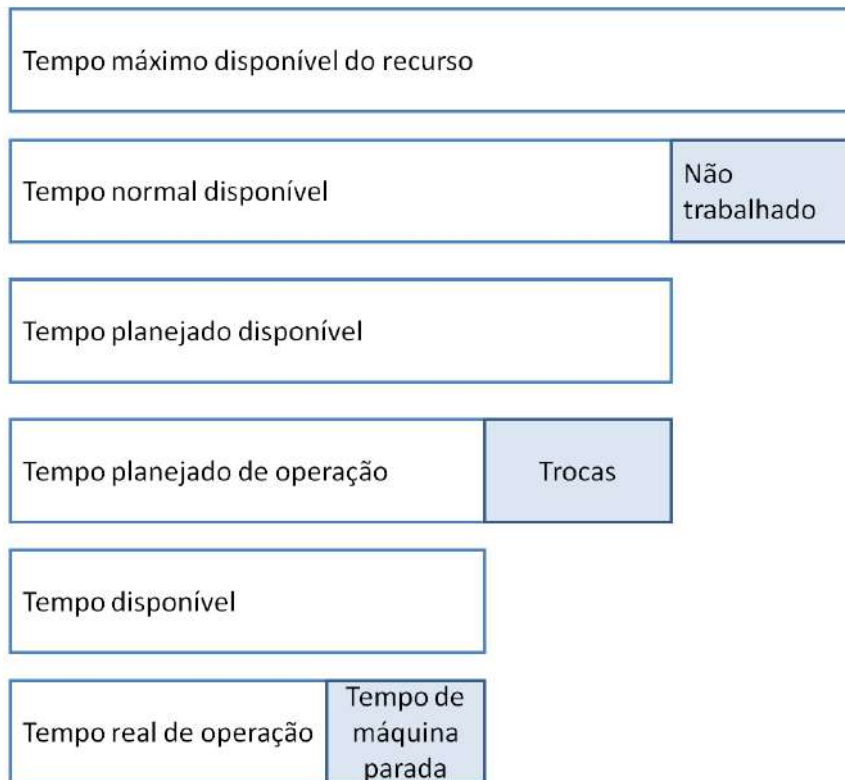 Tempo máximo disponível do recurso
Tempo normal disponível
Não
trabalhado
Tempo planejado disponível
Tempo planejado de operação
Trocas
Tempo disponível
Tempo real de operação
Tempo de
máquina
parada